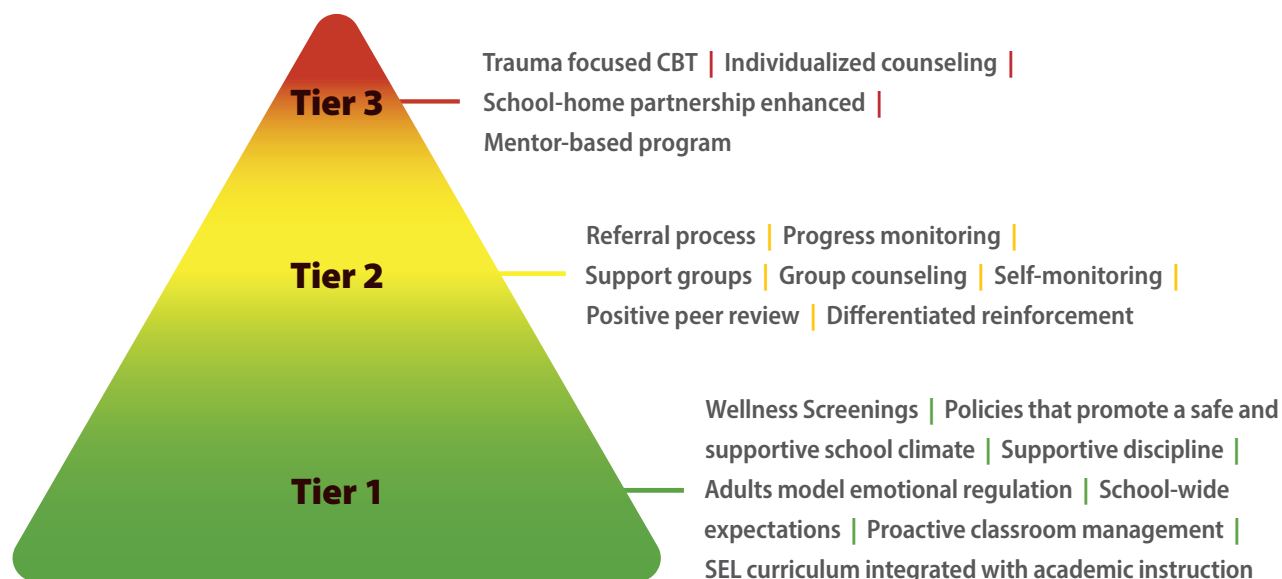 Tier 3
Trauma focused CBT | Individualized counseling |
School-home partnership enhanced |
Mentor-based program
Tier 2
Referral process | Progress monitoring |
Support groups | Group counseling | Self-monitoring |
Positive peer review | Differentiated reinforcement
Tier 1
Wellness Screenings | Policies that promote a safe and
supportive school climate | Supportive discipline |
Adults model emotional regulation | School-wide
expectations | Proactive classroom management |
SEL curriculum integrated with academic instruction